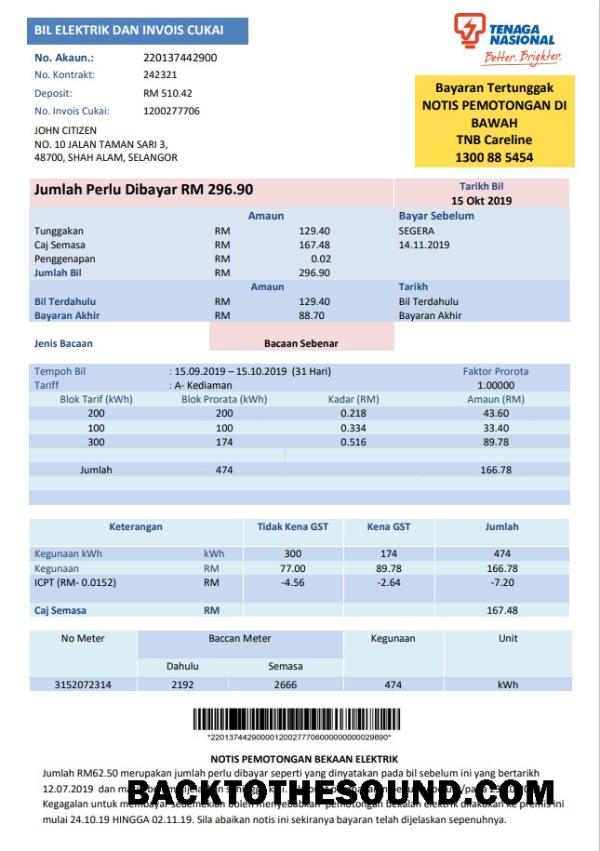 BIL ELEKTRIK DAN INVOIS CUKAI
TENAGA
NASIONAL
Better. Brighter.
No. Akaun.: 220137442900
No. Kontrakt: 242321
Deposit: RM 510.42
No. Invois Cukai: 1200277706
JOHN CITIZEN
NO. 10 JALAN TAMAN SARI 3,
48700, SHAH ALAM, SELANGOR
Bayaran Tertunggak
NOTIS PEMOTONGAN DI
BAWAH
TNB Careline
1300 88 5454
Jumlah Perlu Dibayar RM 296.90
Tarikh Bil
15 Okt 2019
Amaun Bayar Sebelum
Tunggakan RM 129.40 SEGERA
Caj Semasa RM 167.48 14.11.2019
Penggenapan RM 0.02
Jumlah Bil RM 296.90
Amaun Tarikh
Bil Terdahulu RM 129.40 Bil Terdahulu
Bayaran Akhir RM 88.70 Bayaran Akhir
Jenis Bacaan Bacaan Sebenar
Tempoh Bil : 15.09.2019 – 15.10.2019 (31 Hari) Faktor Prorota
Tariff : A- Kediaman 1.00000
Blok Tarif (kWh) Blok Prorata (kWh) Kadar (RM) Amaun (RM)
200 200 0.218 43.60
100 100 0.334 33.40
300 174 0.516 89.78
Jumlah 474 166.78
Keterangan Tidak Kena GST Kena GST Jumlah
Kegunaan kWh kWh 300 174 474
Kegunaan RM 77.00 89.78 166.78
ICPT (RM- 0.0152) RM -4.56 -2.64 -7.20
Caj Semasa RM 167.48
No Meter Baccan Meter Kegunaan Unit
Dahulu Semasa
3152072314 2192 2666 474 kWh
NOTIS PEMOTONGAN BEKAAN ELEKTRIK
Jumlah RM62.50 merupakan jumlah perlu dibayar seperti yang dinyatakan pada bil sebelum ini yang bertarikh
12.07.2019 dan
BACKTOTHESOUND.COM
Kegagalan untuk
mulai 24.10.19 HINGGA 02.11.19. Sila abaikan notis ini sekiranya bayaran telah dijelaskan sepenuhnya.